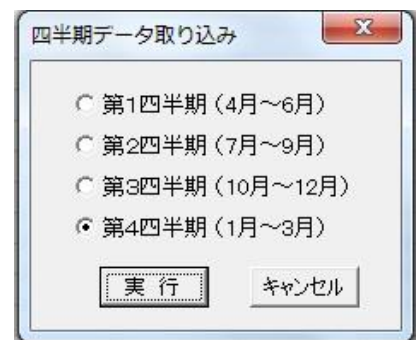 四半期データ取り込み
第1四半期(4月～6月)
第2四半期(7月～9月)
第3四半期(10月～12月)
第4四半期(1月～3月)
実 行 キャンセル